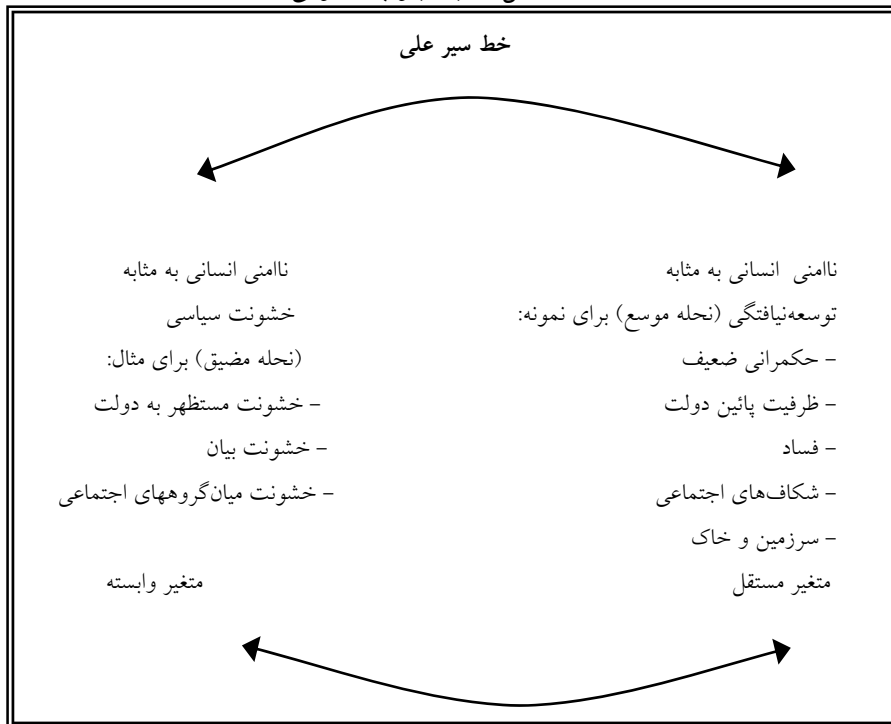 خط سیر علی
ناامنی انسانی به مثابه
توسعه‌نیافتگی (نحله موسع) برای نمونه:
– حکمرانی ضعیف
– ظرفیت پائین دولت
– فساد
– شکاف‌های اجتماعی
– سرزمین و خاک
متغیر مستقل
ناامنی انسانی به مثابه
خشونت سیاسی
(نحله مضیق) برای مثال:
– خشونت مستظهر به دولت
– خشونت بیان
– خشونت میان‌گروههای اجتماعی
متغیر وابسته